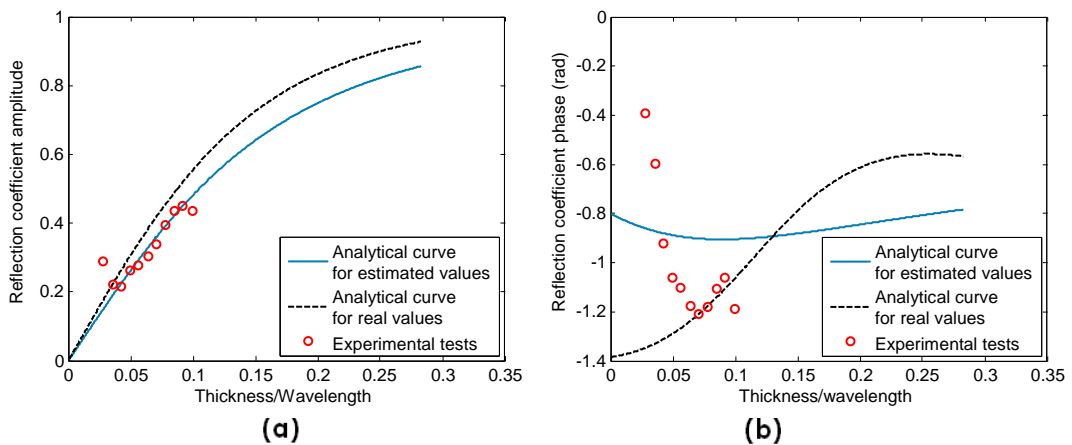 1
0.8
0.6
0.4
0.2
0
Reflection coefficient amplitude
0 0.05 0.1 0.15 0.2 0.25 0.3 0.35
Thickness/Wavelength
Analytical curve
for estimated values
Analytical curve
for real values
Experimental tests
(a)
-0
-0.2
-0.4
-0.6
-0.8
-1
-1.2
-1.4
Reflection coefficient phase (rad)
0 0.05 0.1 0.15 0.2 0.25 0.3 0.35
Thickness/wavelength
Analytical curve
for estimated values
Analytical curve
for real values
Experimental tests
(b)